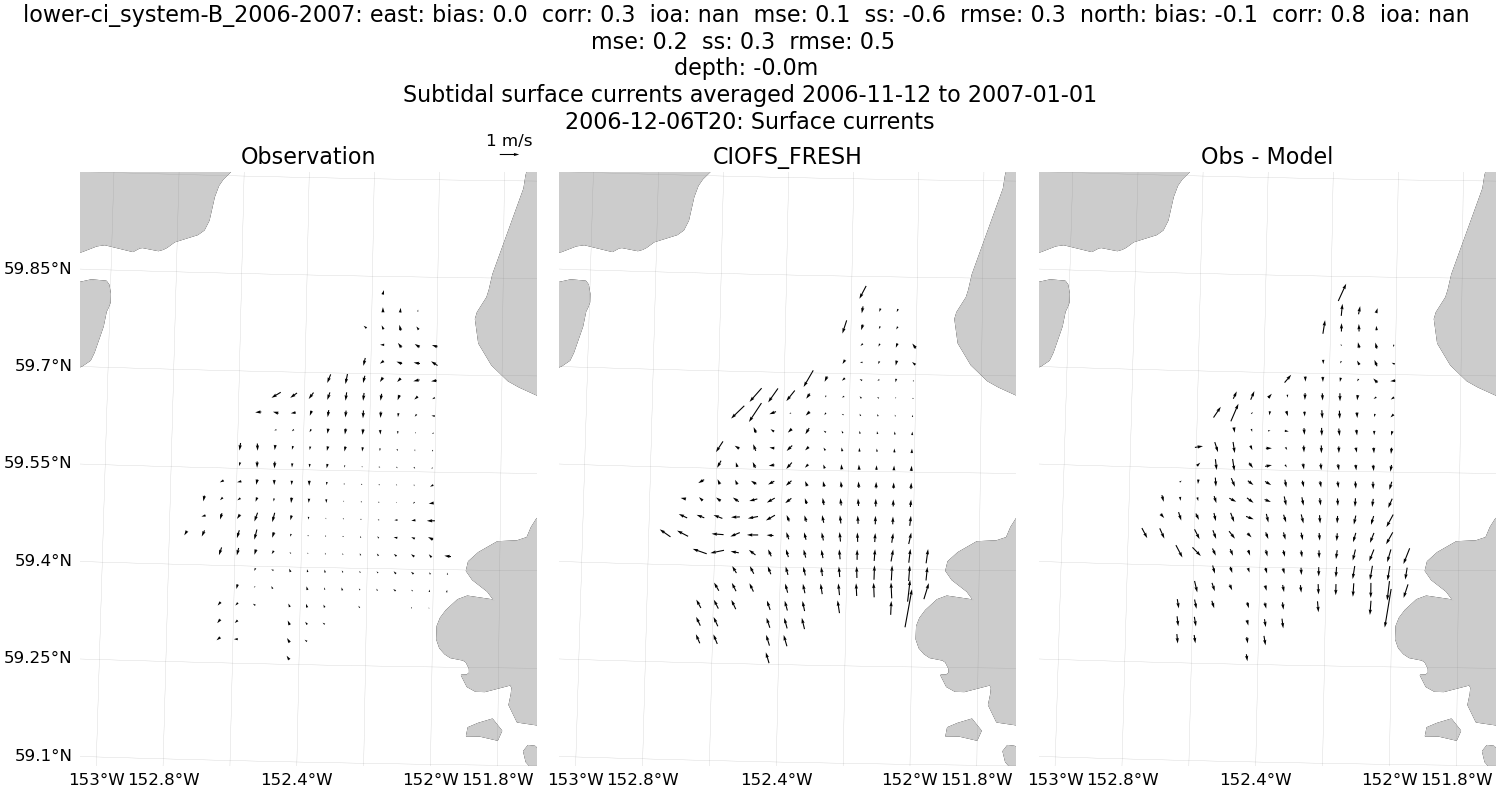 lower-ci_system-B_2006-2007: east: bias: 0.0  corr: 0.3  ioa: nan  mse: 0.1  ss: -0.6  rmse: 0.3  north: bias: -0.1  corr: 0.8  ioa: nan
mse: 0.2  ss: 0.3  rmse: 0.5
depth: -0.0m
Subtidal surface currents averaged 2006-11-12 to 2007-01-01
2006-12-06T20: Surface currents
1 m/s
Observation
CIOFS_FRESH
Obs - Model
59.85°N
59.7°N
59.55°N
59.4°N
59.25°N
59.1°N
153°W 152.8°W 152.4°W 152°W 151.8°W
153°W 152.8°W 152.4°W 152°W 151.8°W
153°W 152.8°W 152.4°W 152°W 151.8°W